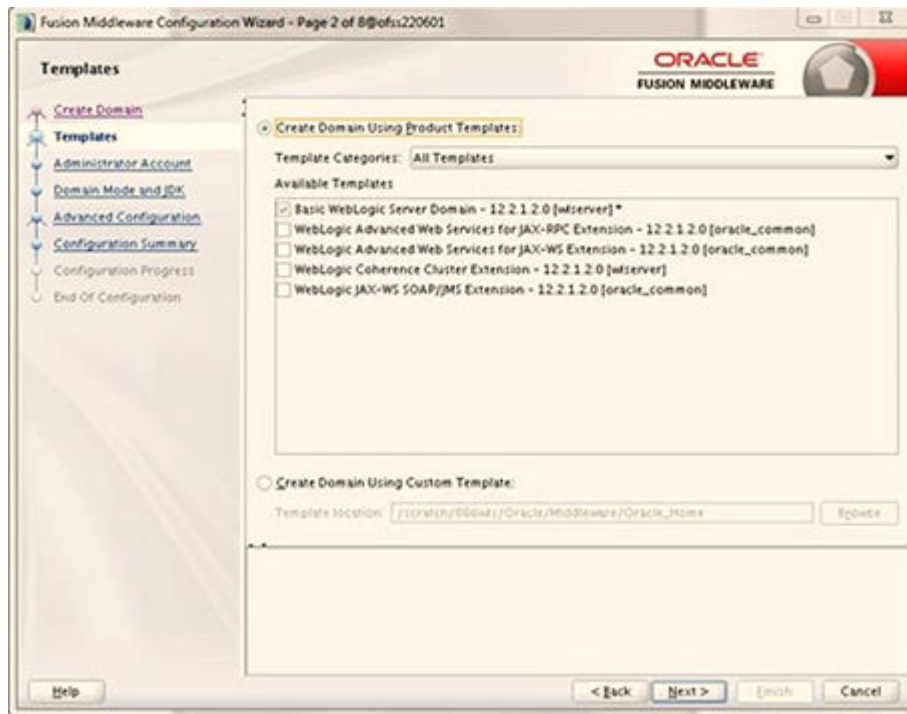 Fusion Middleware Configuration Wizard - Page 2 of 8@ofss220601
Templates
ORACLE
FUSION MIDDLEWARE
Create Domain
Templates
Administrator Account
Domain Mode and JDK
Advanced Configuration
Configuration Summary
Configuration Progress
End Of Configuration
Create Domain Using Product Templates:
Template Categories: All Templates
Available Templates
Basic WebLogic Server Domain - 12.2.1.2.0 [wlserver] *
WebLogic Advanced Web Services for JAX-RPC Extension - 12.2.1.2.0 [oracle_common]
WebLogic Advanced Web Services for JAX-WS Extension - 12.2.1.2.0 [oracle_common]
WebLogic Coherence Cluster Extension - 12.2.1.2.0 [wlserver]
WebLogic JAX-WS SOAP/JMS Extension - 12.2.1.2.0 [oracle_common]
Create Domain Using Custom Template:
Template location:
Browse
Help
< Back
Next >
Finish
Cancel